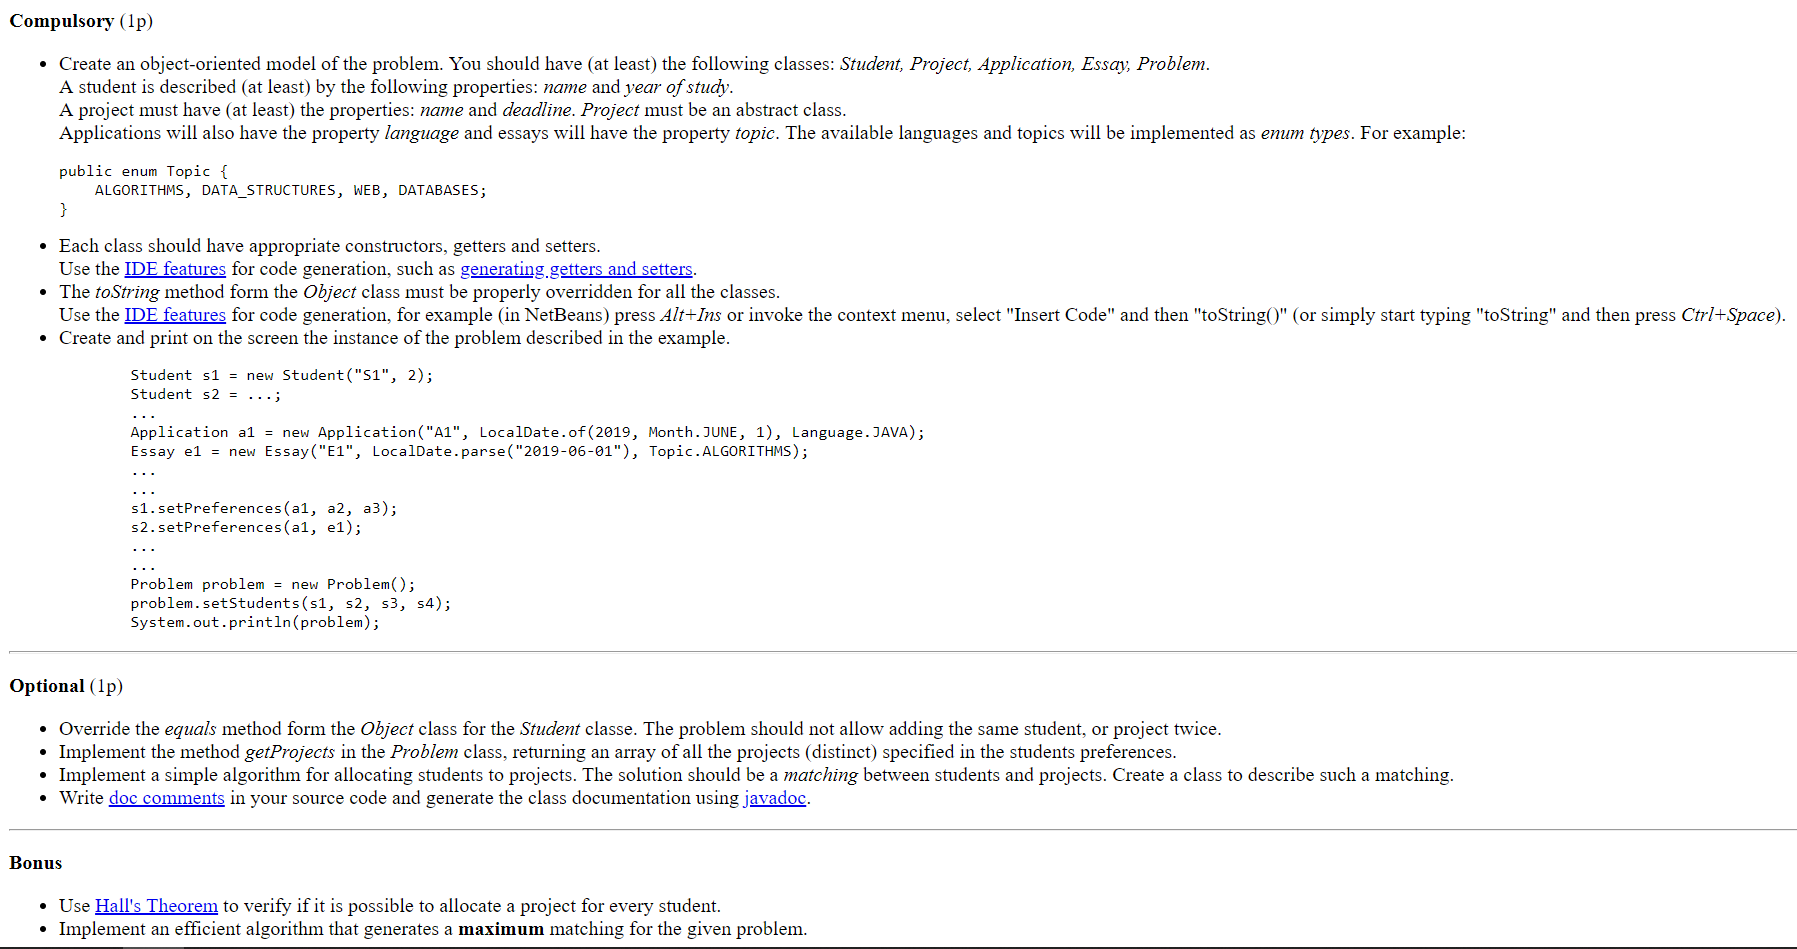 Compulsory (1p)
• Create an object-oriented model of the problem. You should have (at least) the following classes: Student, Project, Application, Essay, Problem.
A student is described (at least) by the following properties: name and year of study.
A project must have (at least) the properties: name and deadline. Project must be an abstract class.
Applications will also have the property language and essays will have the property topic. The available languages and topics will be implemented as enum types. For example:
public enum Topic {
    ALGORITHMS, DATA_STRUCTURES, WEB, DATABASES;
}
• Each class should have appropriate constructors, getters and setters.
Use the IDE features for code generation, such as generating getters and setters.
• The toString method form the Object class must be properly overridden for all the classes.
Use the IDE features for code generation, for example (in NetBeans) press Alt+Ins or invoke the context menu, select "Insert Code" and then "toString()" (or simply start typing "toString" and then press Ctrl+Space).
• Create and print on the screen the instance of the problem described in the example.
Student s1 = new Student("S1", 2);
Student s2 = ...;
...
Application a1 = new Application("A1", LocalDate.of(2019, Month.JUNE, 1), Language.JAVA);
Essay e1 = new Essay("E1", LocalDate.parse("2019-06-01"), Topic.ALGORITHMS);
...
...
s1.setPreferences(a1, a2, a3);
s2.setPreferences(a1, e1);
...
...
Problem problem = new Problem();
problem.setStudents(s1, s2, s3, s4);
System.out.println(problem);
Optional (1p)
• Override the equals method form the Object class for the Student classe. The problem should not allow adding the same student, or project twice.
• Implement the method getProjects in the Problem class, returning an array of all the projects (distinct) specified in the students preferences.
• Implement a simple algorithm for allocating students to projects. The solution should be a matching between students and projects. Create a class to describe such a matching.
• Write doc comments in your source code and generate the class documentation using javadoc.
Bonus
• Use Hall's Theorem to verify if it is possible to allocate a project for every student.
• Implement an efficient algorithm that generates a maximum matching for the given problem.